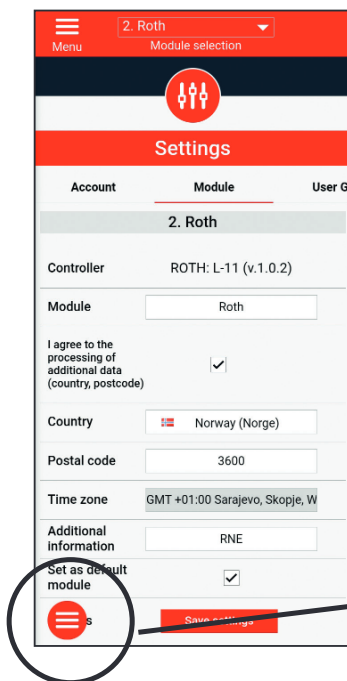 2. Roth
Menu
Module selection
Settings
Account Module User G
2. Roth
Controller ROTH: L-11 (v.1.0.2)
Module Roth
I agree to the
processing of
additional data
(country, postcode)
Country Norway (Norge)
Postal code 3600
Time zone GMT +01:00 Sarajevo, Skopje, W
Additional
information RNE
Set as default
module
Save settings